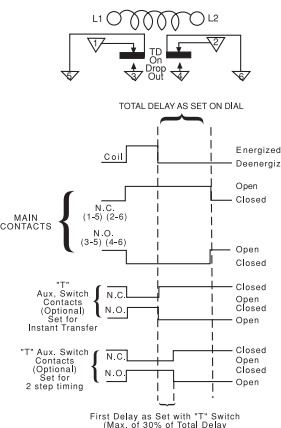 L1 L2
1 2
TD
On
Drop
Out
5 3 4 6
TOTAL DELAY AS SET ON DIAL
Coil
Energized
Deenergiz
MAIN
CONTACTS
N.C.
(1-5) (2-6)
Open
Closed
N.O.
(3-5) (4-6)
Open
Closed
"T"
Aux. Switch
Contacts
(Optional)
Set for
Instant Transfer
N.C.
Closed
Open
N.O.
Closed
Open
"T" Aux. Switch
Contacts
(Optional)
Set for
2 step timing
N.C.
Closed
Open
N.O.
Closed
Open
First Delay as Set with "T" Switch
(Max. of 30% of Total Delay